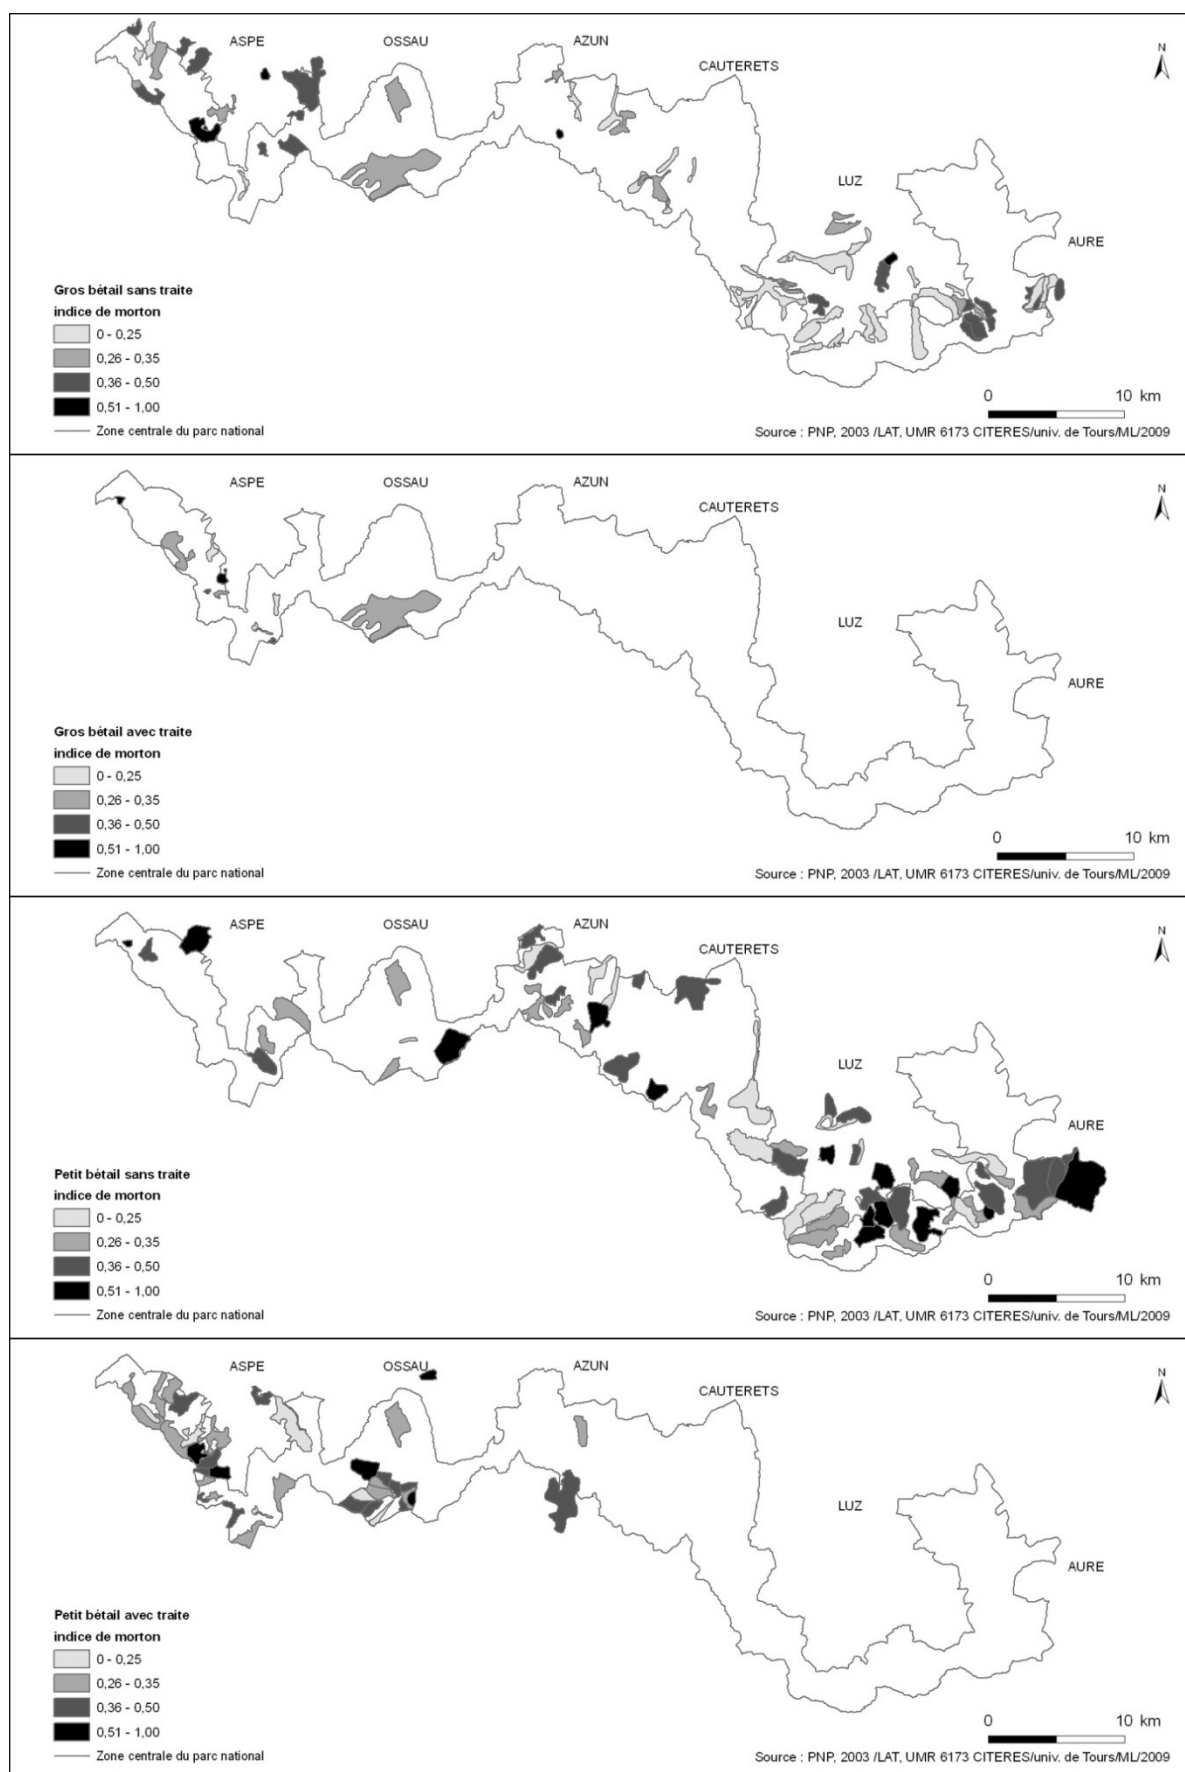 ASPE
OSSAU
AZUN
CAUTERETS
N
LUZ
AURE
Gros bétail sans traite
indice de morton
0 - 0,25
0,26 - 0,35
0,36 - 0,50
0,51 - 1,00
Zone centrale du parc national
0 10 km
Source : PNP, 2003 /LAT, UMR 6173 CITERES/univ. de Tours/ML/2009
ASPE
OSSAU
AZUN
CAUTERETS
N
LUZ
AURE
Gros bétail avec traite
indice de morton
0 - 0,25
0,26 - 0,35
0,36 - 0,50
0,51 - 1,00
Zone centrale du parc national
0 10 km
Source : PNP, 2003 /LAT, UMR 6173 CITERES/univ. de Tours/ML/2009
ASPE
OSSAU
AZUN
CAUTERETS
N
LUZ
AURE
Petit bétail sans traite
indice de morton
0 - 0,25
0,26 - 0,35
0,36 - 0,50
0,51 - 1,00
Zone centrale du parc national
0 10 km
Source : PNP, 2003 /LAT, UMR 6173 CITERES/univ. de Tours/ML/2009
ASPE
OSSAU
AZUN
CAUTERETS
N
LUZ
AURE
Petit bétail avec traite
indice de morton
0 - 0,25
0,26 - 0,35
0,36 - 0,50
0,51 - 1,00
Zone centrale du parc national
0 10 km
Source : PNP, 2003 /LAT, UMR 6173 CITERES/univ. de Tours/ML/2009